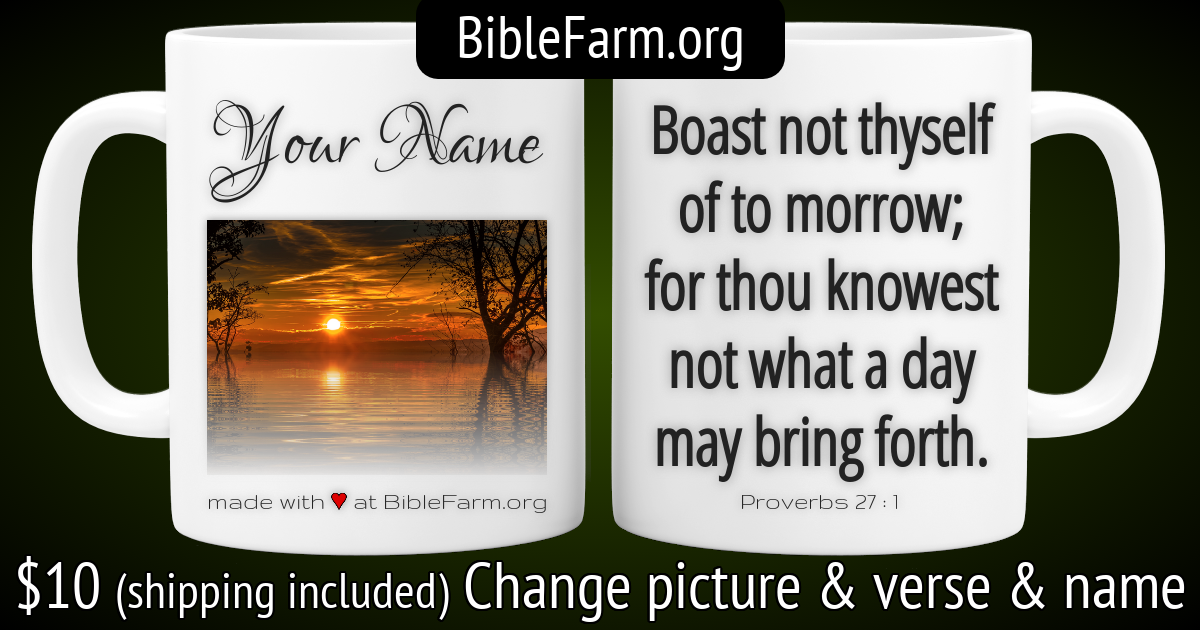 BibleFarm.org
Your Name
made with ♥ at BibleFarm.org
Boast not thyself
of to morrow;
for thou knowest
not what a day
may bring forth.
Proverbs 27 : 1
$10 (shipping included) Change picture & verse & name